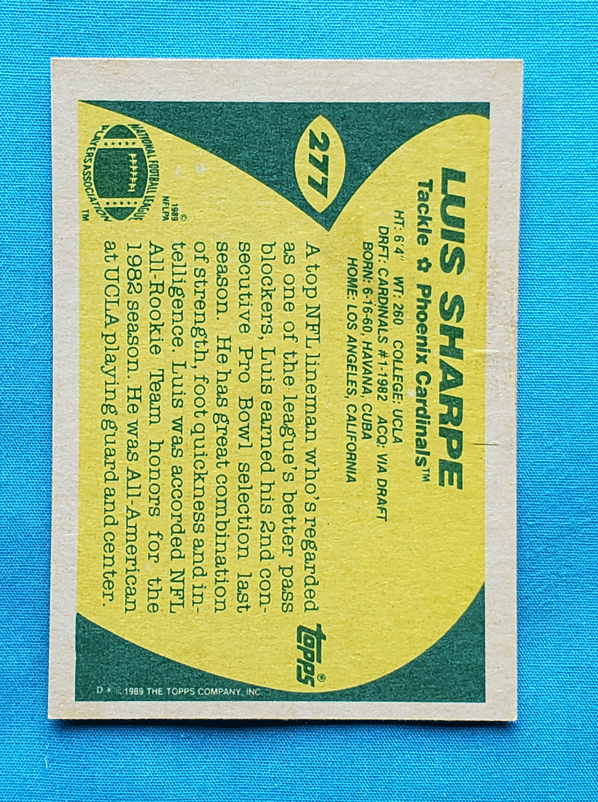 277
LUIS SHARPE
Tackle ✿ Phoenix Cardinals™
HT: 6'4" WT: 260 COLLEGE: UCLA
DRFT: CARDINALS #1-1982 ACQ: VIA DRAFT
BORN: 6-16-60, HAVANA, CUBA
HOME: LOS ANGELES, CALIFORNIA
A top NFL lineman who's regarded
as one of the league's better pass
blockers, Luis earned his 2nd con-
secutive Pro Bowl selection last
season. He has great combination
of strength, foot quickness and in-
telligence. Luis was accorded NFL
All-Rookie Team honors for the
1982 season. He was All-American
at UCLA playing guard and center.
NATIONAL FOOTBALL LEAGUE
PLAYERS ASSOCIATION
TM
©
1989
NFLPA
topps®
D * © 1989 THE TOPPS COMPANY, INC.